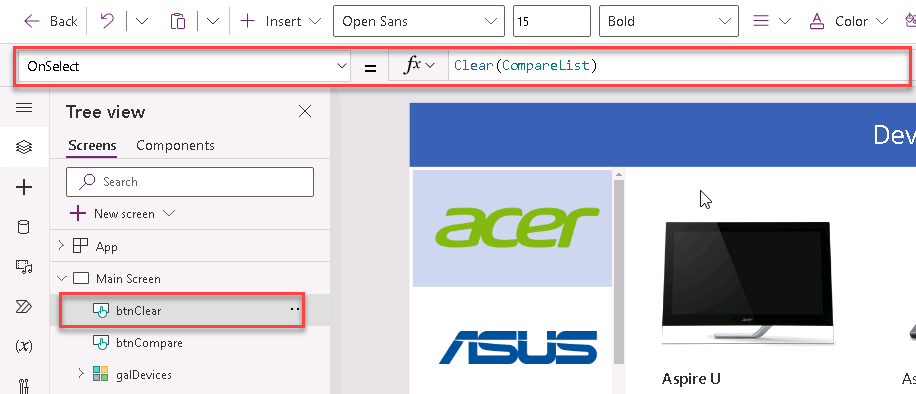 Back Insert Open Sans 15 Bold Color
OnSelect = fx Clear(CompareList)
Tree view
Screens Components
Search
New screen
App
Main Screen
btnClear ..
btnCompare
galDevices
(x)
Dev
acer
ASUS
acer
Aspire U As